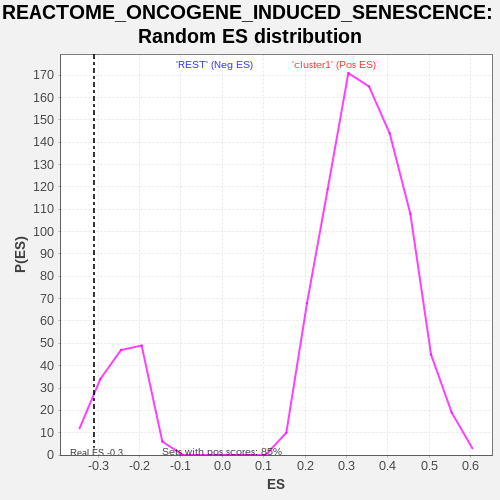 REACTOME_ONCOGENE_INDUCED_SENESCENCE:
Random ES distribution
'REST' (Neg ES) 'cluster1' (Pos ES)
170
160
150
140
130
120
110
100
90
80
70
60
50
40
30
20
10
0
P(ES)
Real ES -0.3 Sets with pos scores: 85%
-0.3 -0.2 -0.1 0.0 0.1 0.2 0.3 0.4 0.5 0.6
ES